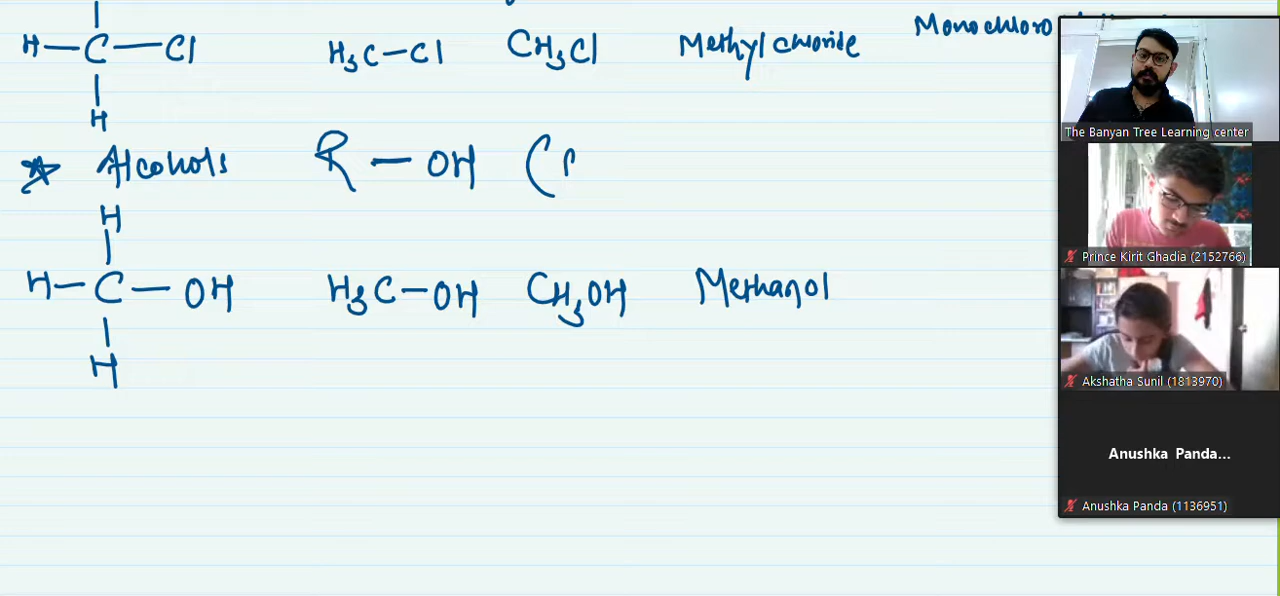 H—C—Cl H₃C—Cl CH₃Cl Methyl chloride Monochloro
H
☆ Alcohols R—OH (
H
H—C—OH H₃C—OH CH₃OH Methanol
H
The Banyan Tree Learning center
Prince Kirit Ghadia (2152766)
Akshatha Sunil (1813970)
Anushka Panda...
Anushka Panda (1136951)